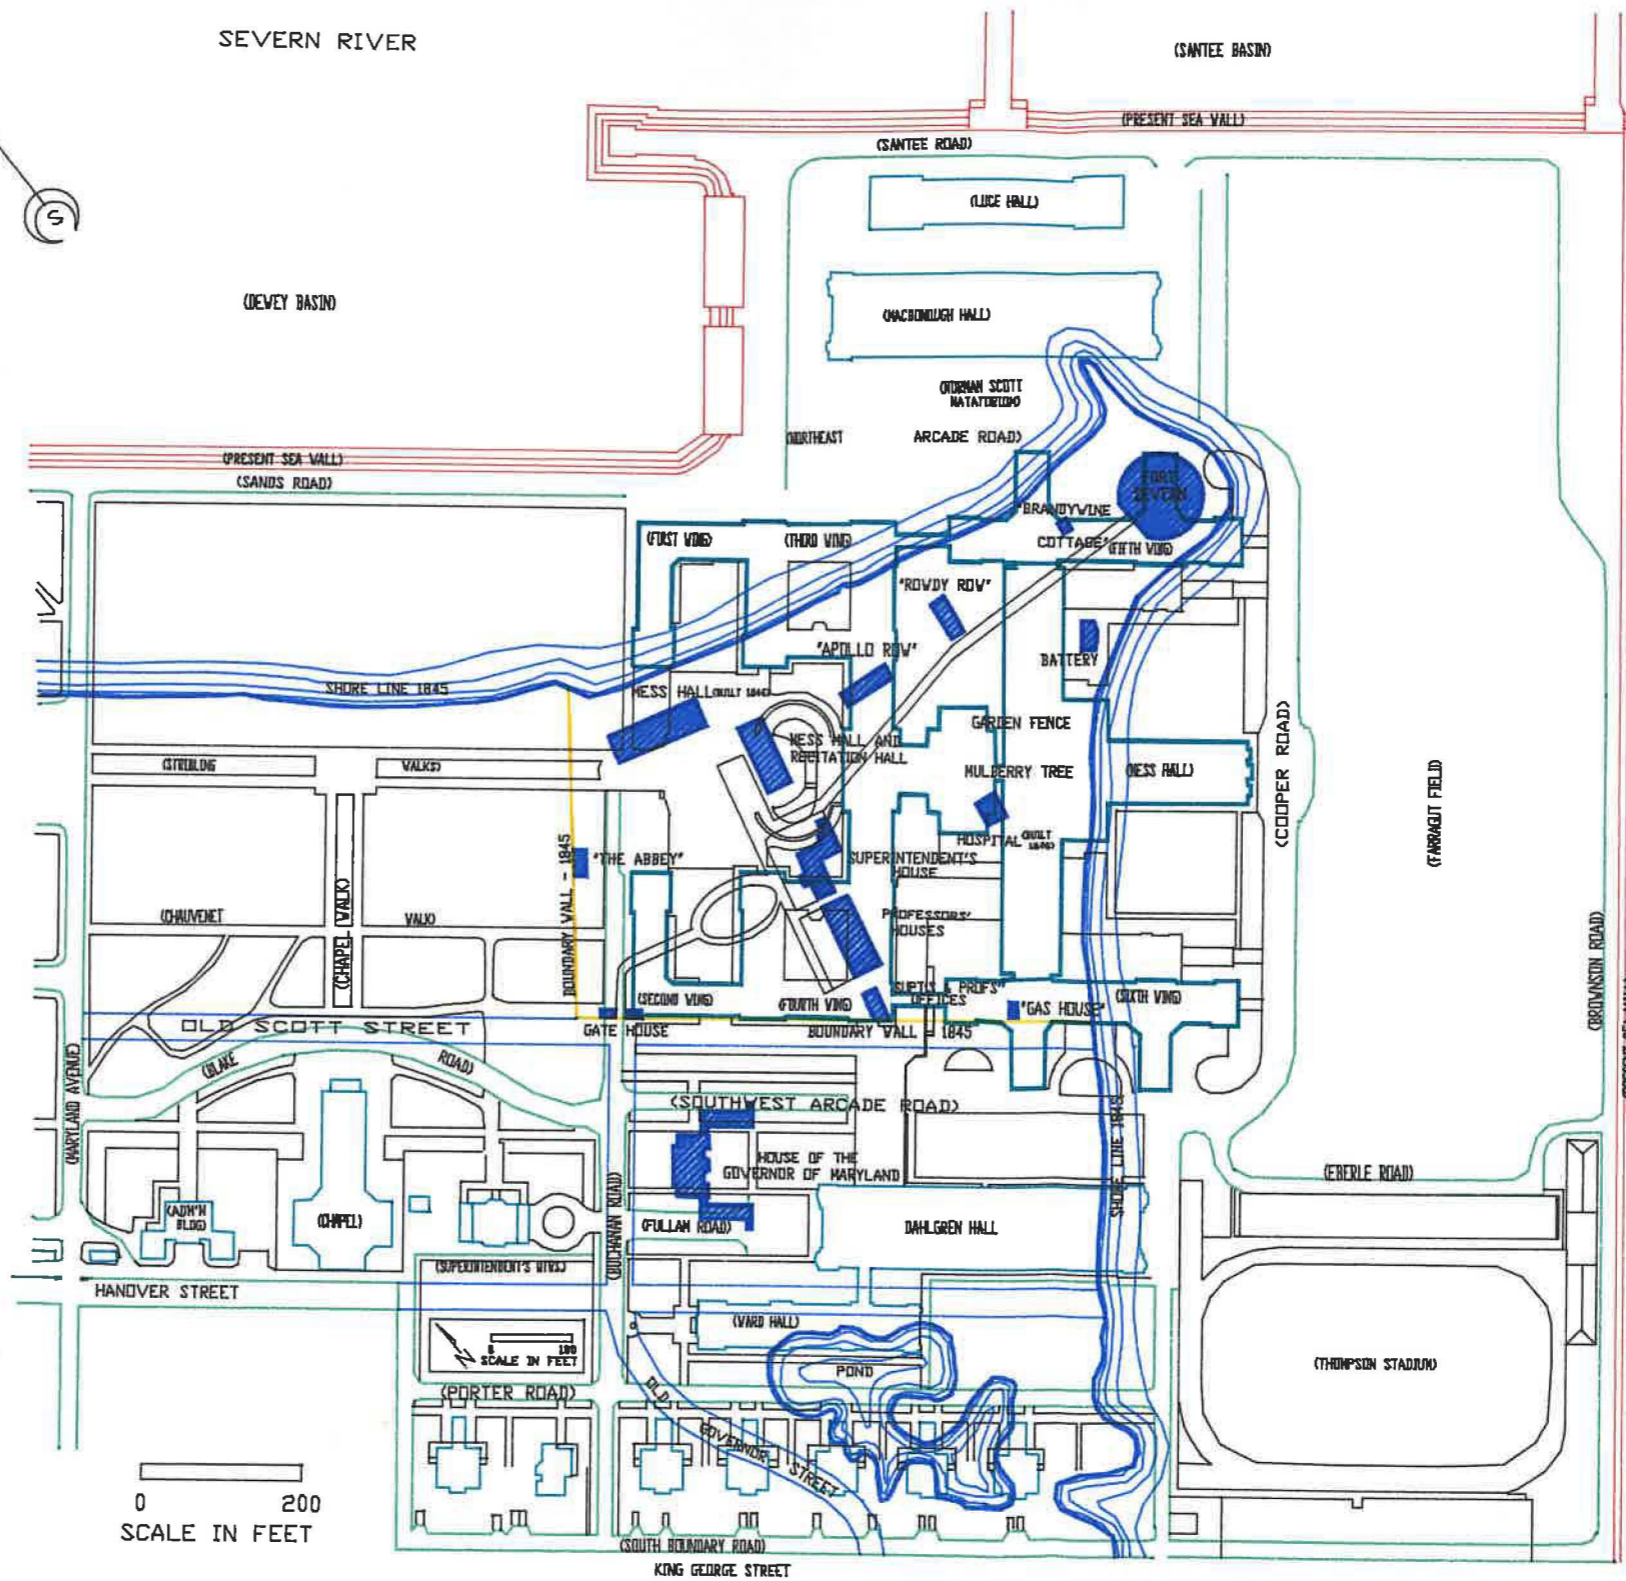 SEVERN RIVER
(SANTEE BASIN)
(PRESENT SEA WALL)
(SANTEE ROAD)
(LUCE HALL)
S
(DEWEY BASIN)
(MACDONOUGH HALL)
(NORMAN SCOTT
NATATORIUM)
(NORTHEAST
ARCADE ROAD)
(PRESENT SEA WALL)
(SANDS ROAD)
FORT
SEVERN
"BRANDYWINE
COTTAGE"
(FIRST WING)
(THIRD WING)
(FIFTH WING)
"ROWDY ROW"
"APOLLO ROW"
BATTERY
SHORE LINE 1845
MESS HALL (BUILT 1846)
GARDEN FENCE
MESS HALL AND
RECITATION HALL
(STRIBLING
WALKS)
MULBERRY TREE
(MESS HALL)
(COOPER ROAD)
(FARRAGUT FIELD)
HOSPITAL (BUILT
1846)
BOUNDARY WALL - 1845
"THE ABBEY"
SUPERINTENDENT'S
HOUSE
(CHAUVENET
WALK)
(CHAPEL WALK)
PROFESSORS'
HOUSES
(BROWNSON ROAD)
(SECOND WING)
(FOURTH WING)
SUPT'S & PROFS'
OFFICES
(SIXTH WING)
"GAS HOUSE"
OLD SCOTT STREET
GATE HOUSE
BOUNDARY WALL - 1845
(MARYLAND AVENUE)
(BLAKE
ROAD)
(SOUTHWEST ARCADE ROAD)
SHORE LINE 1845
HOUSE OF THE
GOVERNOR OF MARYLAND
(EBERLE ROAD)
(ADM'N
BLDG)
(CHAPEL)
(BUCHANAN ROAD)
(FULLAM ROAD)
DAHLGREN HALL
(SUPERINTENDENT'S QTRS)
HANOVER STREET
(WARD HALL)
0 100
SCALE IN FEET
POND
(THOMPSON STADIUM)
(PORTER ROAD)
OLD GOVERNOR STREET
0 200
SCALE IN FEET
(SOUTH BOUNDARY ROAD)
KING GEORGE STREET